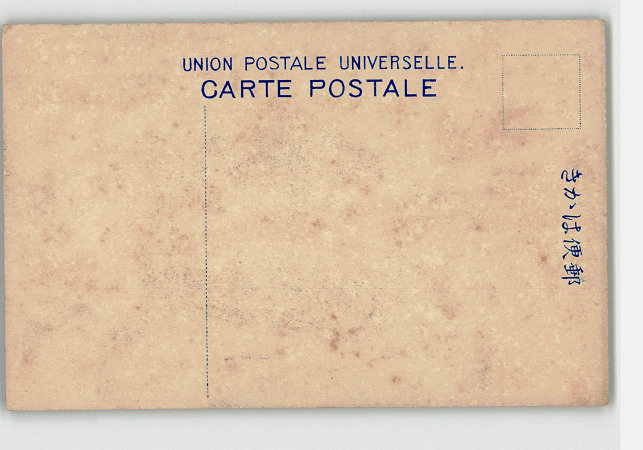 UNION POSTALE UNIVERSELLE.
CARTE POSTALE
郵便はかき